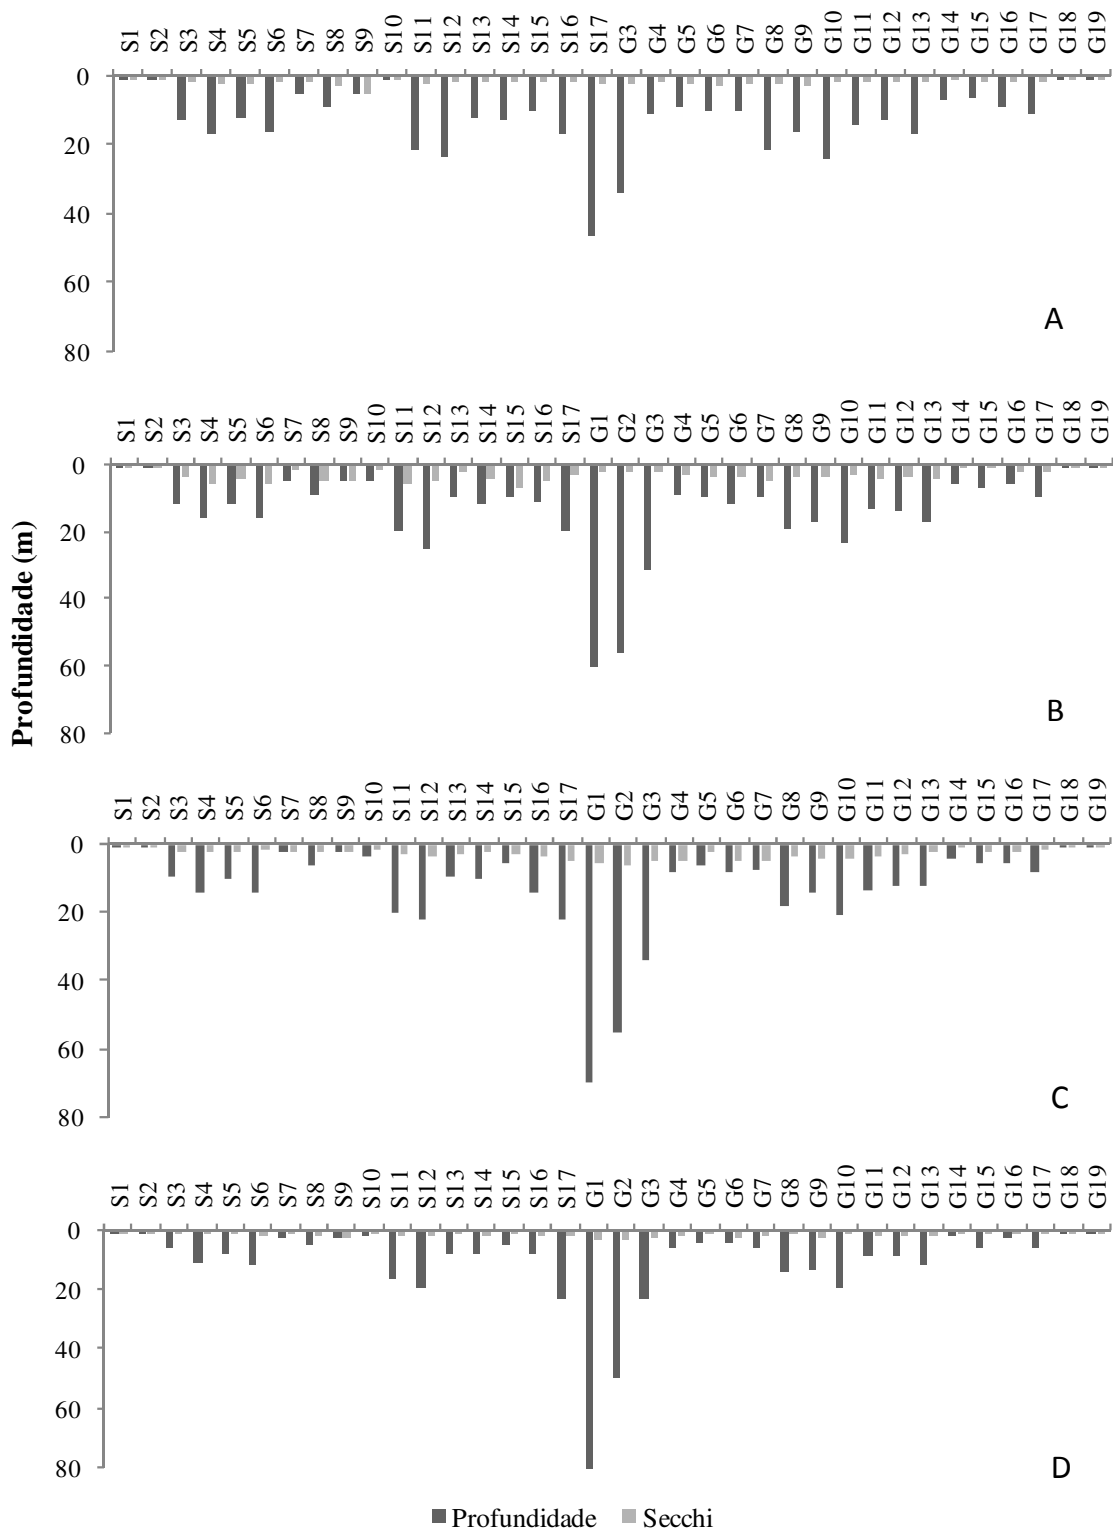 S1 S2 S3 S4 S5 S6 S7 S8 S9 S10 S11 S12 S13 S14 S15 S16 S17 G3 G4 G5 G6 G7 G8 G9 G10 G11 G12 G13 G14 G15 G16 G17 G18 G19
0
20
40
60
80
A
Profundidade (m)
S1 S2 S3 S4 S5 S6 S7 S8 S9 S10 S11 S12 S13 S14 S15 S16 S17 G1 G2 G3 G4 G5 G6 G7 G8 G9 G10 G11 G12 G13 G14 G15 G16 G17 G18 G19
0
20
40
60
80
B
S1 S2 S3 S4 S5 S6 S7 S8 S9 S10 S11 S12 S13 S14 S15 S16 S17 G1 G2 G3 G4 G5 G6 G7 G8 G9 G10 G11 G12 G13 G14 G15 G16 G17 G18 G19
0
20
40
60
80
C
S1 S2 S3 S4 S5 S6 S7 S8 S9 S10 S11 S12 S13 S14 S15 S16 S17 G1 G2 G3 G4 G5 G6 G7 G8 G9 G10 G11 G12 G13 G14 G15 G16 G17 G18 G19
0
20
40
60
80
D
Profundidade Secchi